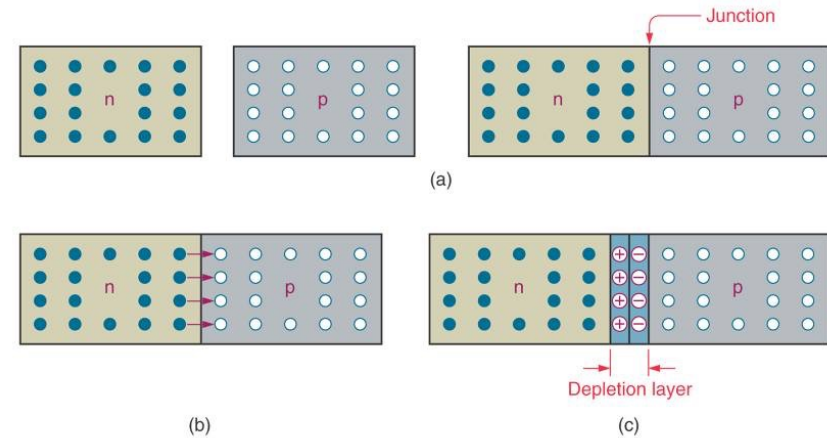 Junction
n
p
n
p
(a)
n
p
n
+ −
+ −
+ −
+ −
p
Depletion layer
(b)
(c)